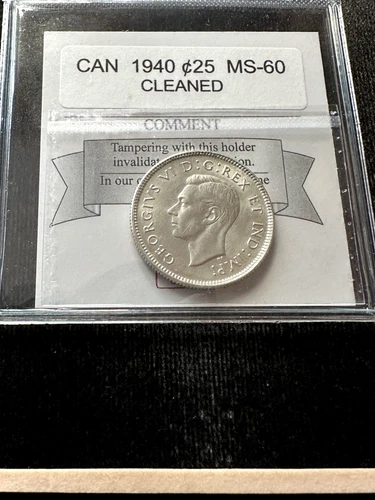 CAN 1940 ¢25 MS-60
CLEANED
COMMENT
Tampering with this holder
In our
GEORGIVS VI D:G:REX ET IND:IMP: